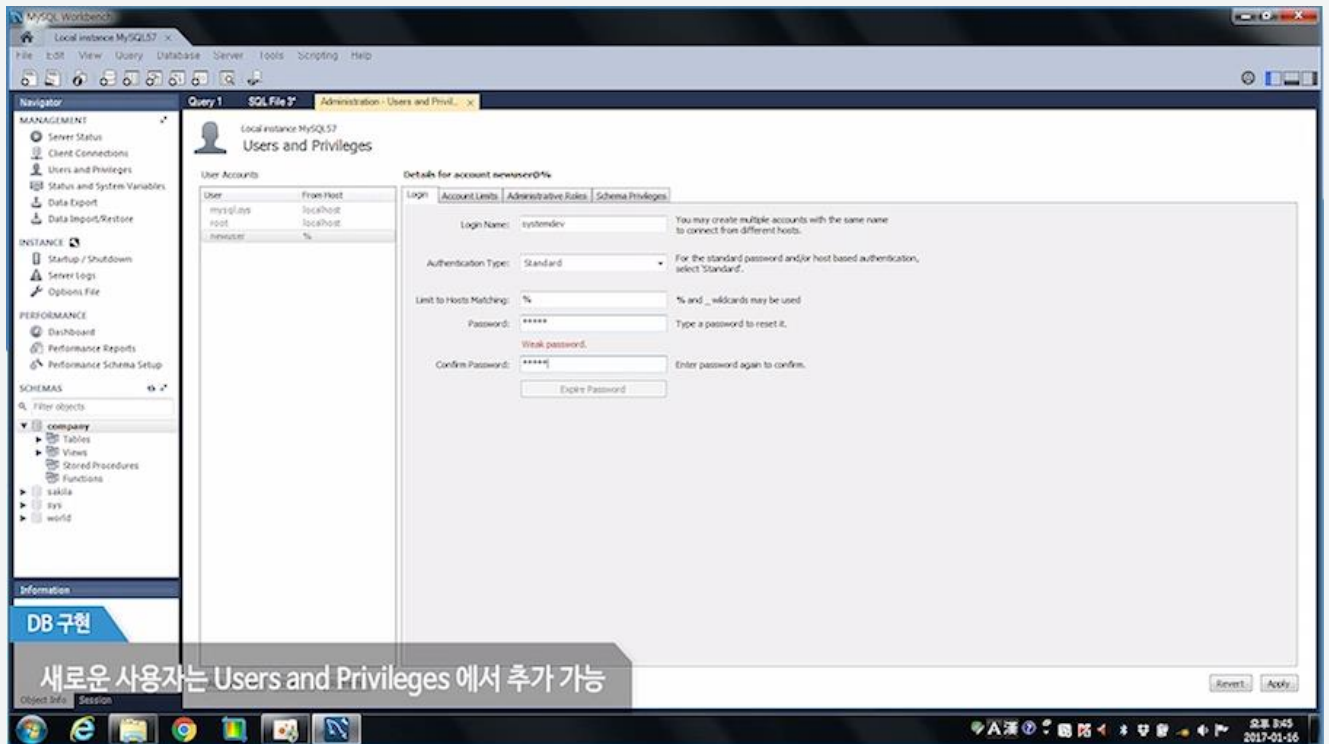 MySQL Workbench
Local instance MySQL57 ×
File Edit View Query Database Server Tools Scripting Help
Navigator
Query 1 SQL File 3* Administration - Users and Privil.. ×
MANAGEMENT
Server Status
Client Connections
Users and Privileges
Status and System Variables
Data Export
Data Import/Restore
INSTANCE
Startup / Shutdown
Server Logs
Options File
PERFORMANCE
Dashboard
Performance Reports
Performance Schema Setup
SCHEMAS
Filter objects
company
Tables
Views
Stored Procedures
Functions
sakila
sys
world
Information
Object Info Session
Local instance MySQL57
Users and Privileges
User Accounts
User From Host
mysql.sys localhost
root localhost
newuser %
Details for account newuser@%
Login Account Limits Administrative Roles Schema Privileges
Login Name: systemdev You may create multiple accounts with the same name
to connect from different hosts.
Authentication Type: Standard For the standard password and/or host based authentication,
select 'Standard'.
Limit to Hosts Matching: % % and _ wildcards may be used
Password: ***** Type a password to reset it.
Weak password.
Confirm Password: ***** Enter password again to confirm.
Expire Password
Revert Apply
DB 구현
새로운 사용자는 Users and Privileges 에서 추가 가능
A 漢
오후 3:45
2017-01-16